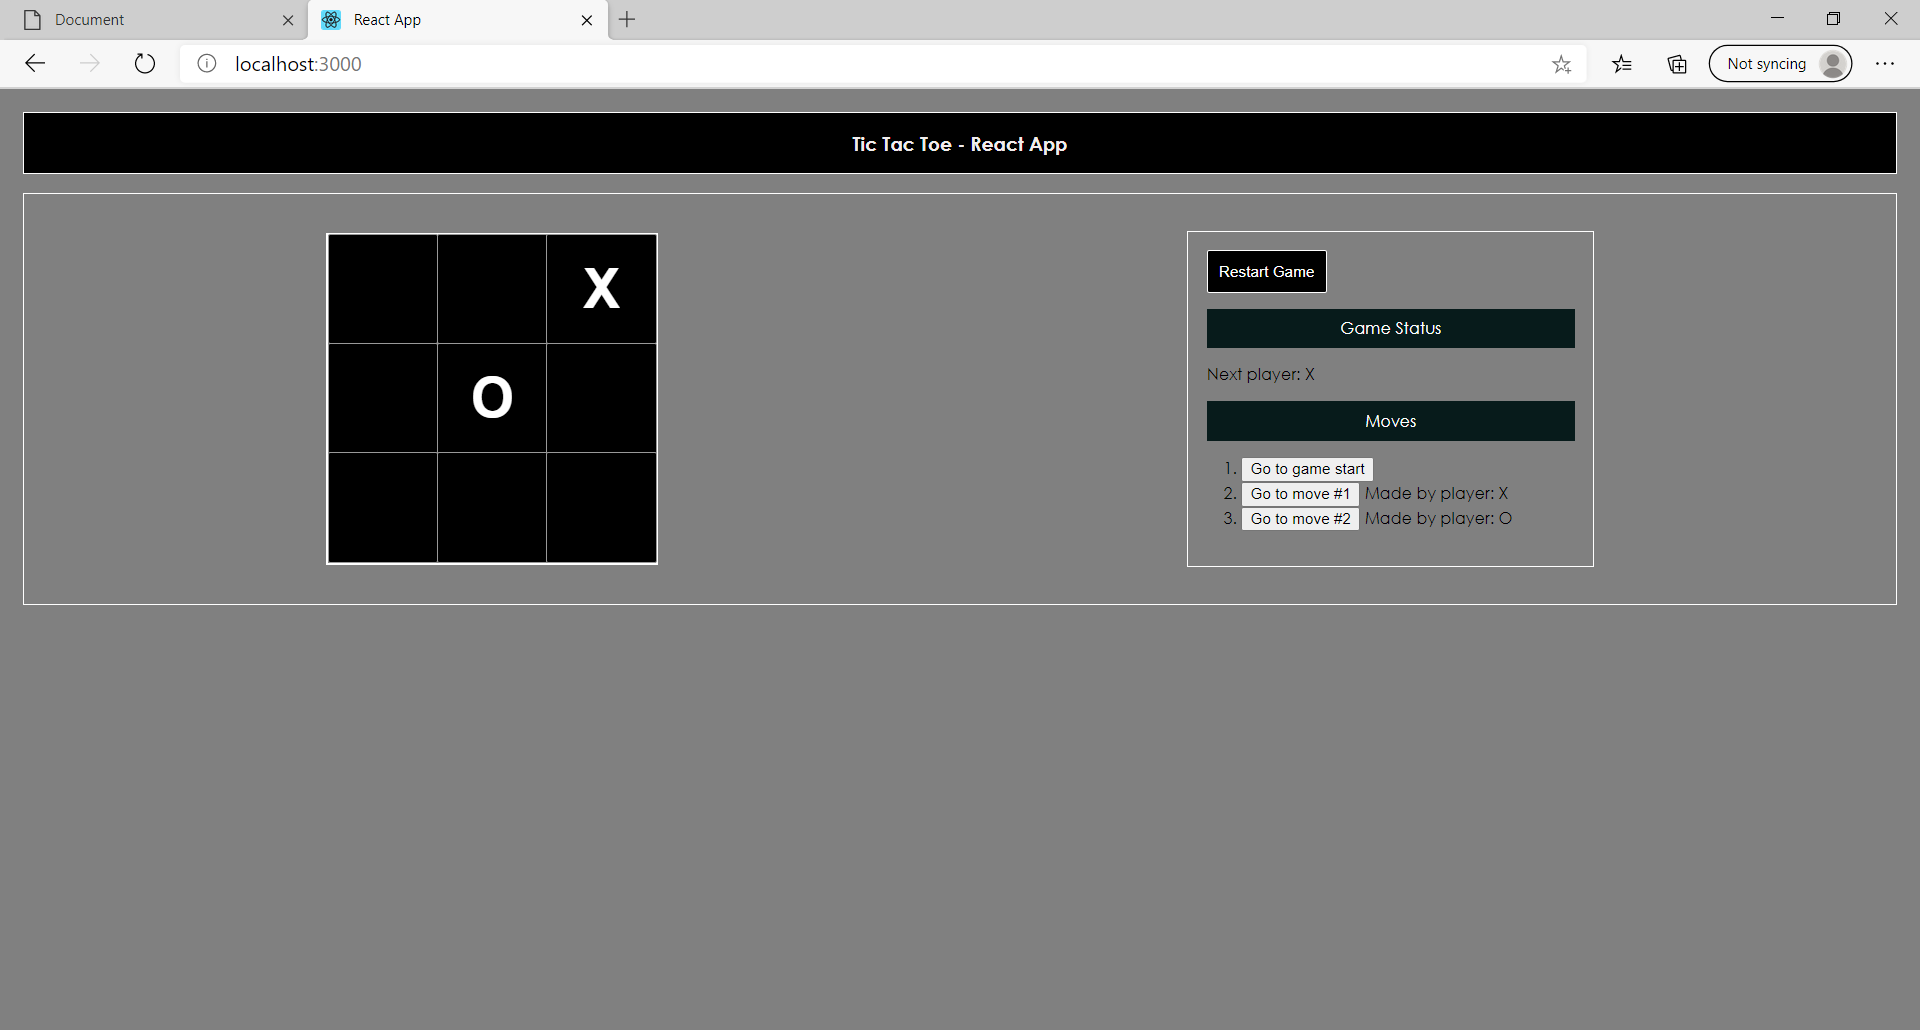 Document
React App
localhost:3000
Not syncing
Tic Tac Toe - React App
X
O
Restart Game
Game Status
Next player: X
Moves
1. Go to game start
2. Go to move #1 Made by player: X
3. Go to move #2 Made by player: O